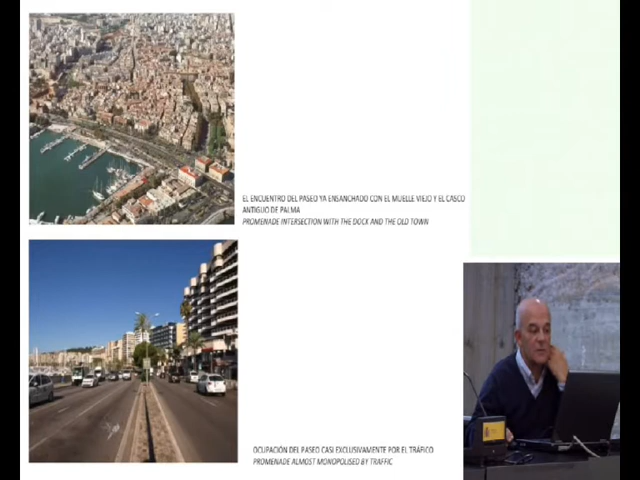 EL ENCUENTRO DEL PASEO YA ENSANCHADO CON EL MUELLE VIEJO Y EL CASCO
ANTIGUO DE PALMA
PROMENADE INTERSECTION WITH THE DOCK AND THE OLD TOWN
OCUPACIÓN DEL PASEO CASI EXCLUSIVAMENTE POR EL TRÁFICO
PROMENADE ALMOST MONOPOLISED BY TRAFFIC